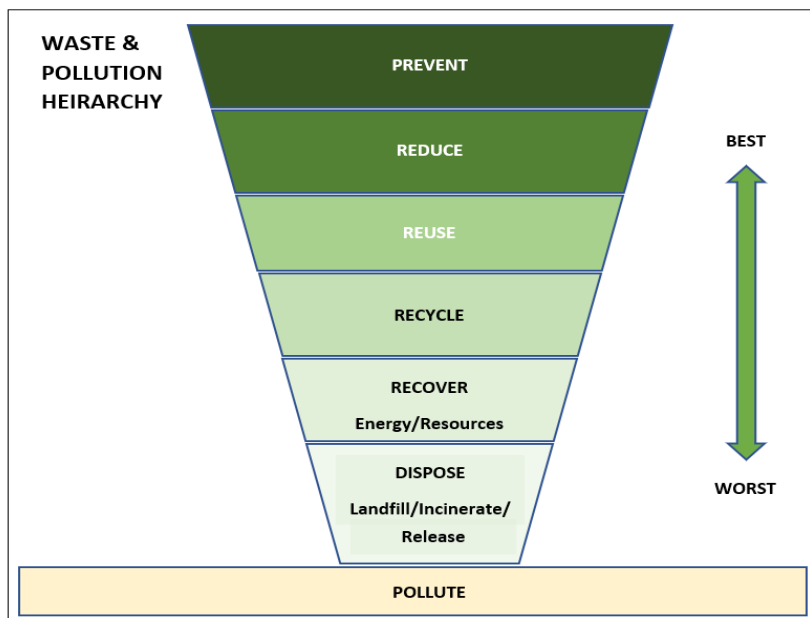 WASTE &
POLLUTION
HEIRARCHY
PREVENT
REDUCE
BEST
REUSE
RECYCLE
RECOVER
Energy/Resources
DISPOSE
WORST
Landfill/Incinerate/
Release
POLLUTE